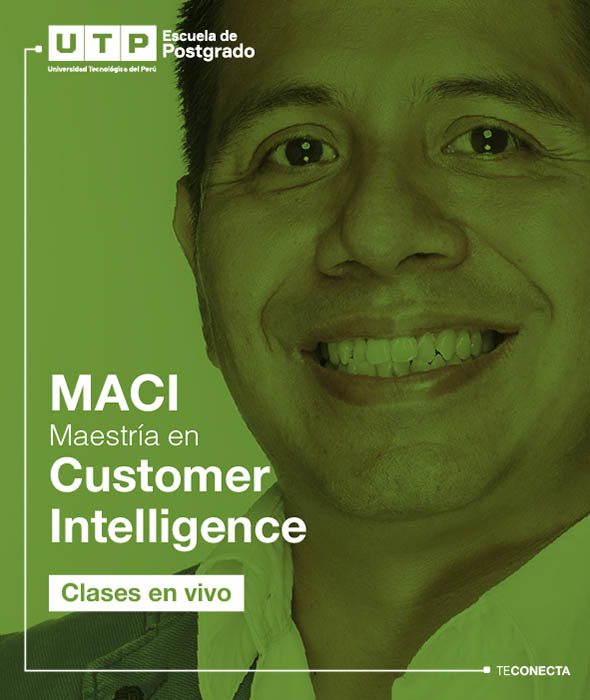 UTP
Escuela de
Postgrado
Universidad Tecnológica del Perú
MACI
Maestría en
Customer
Intelligence
Clases en vivo
TECONECTA